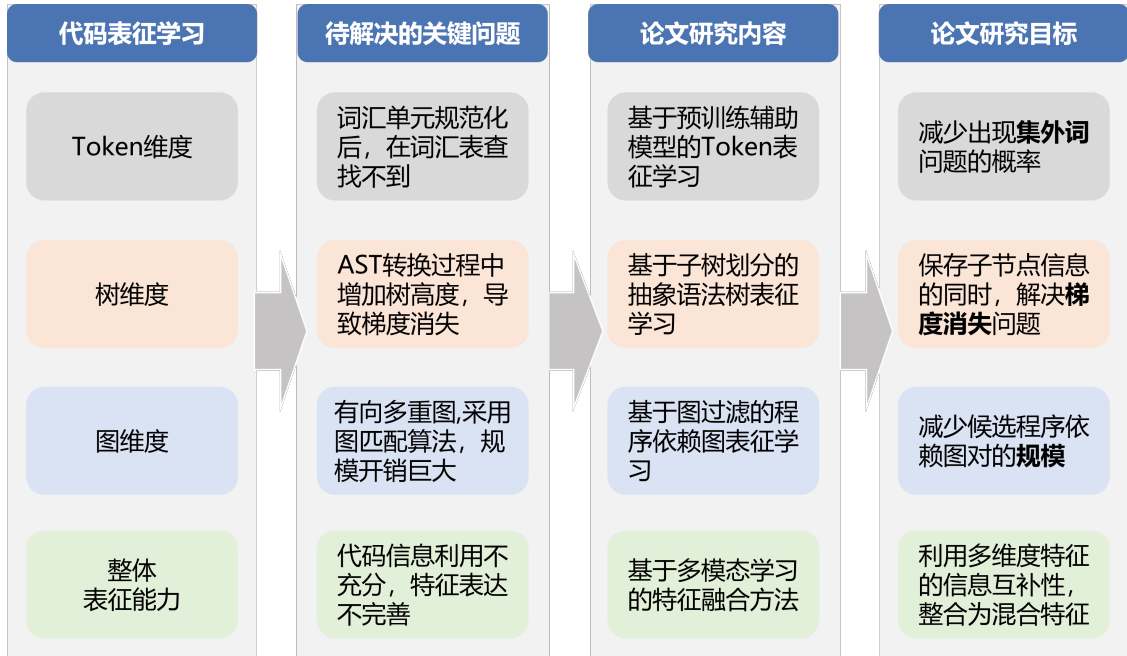 代码表征学习
Token维度
树维度
图维度
整体
表征能力
待解决的关键问题
词汇单元规范化
后，在词汇表查
找不到
AST转换过程中
增加树高度，导
致梯度消失
有向多重图,采用
图匹配算法，规
模开销巨大
代码信息利用不
充分，特征表达
不完善
论文研究内容
基于预训练辅助
模型的Token表
征学习
基于子树划分的
抽象语法树表征
学习
基于图过滤的程
序依赖图表征学
习
基于多模态学习
的特征融合方法
论文研究目标
减少出现集外词
问题的概率
保存子节点信息
的同时，解决梯
度消失问题
减少候选程序依
赖图对的规模
利用多维度特征
的信息互补性，
整合为混合特征